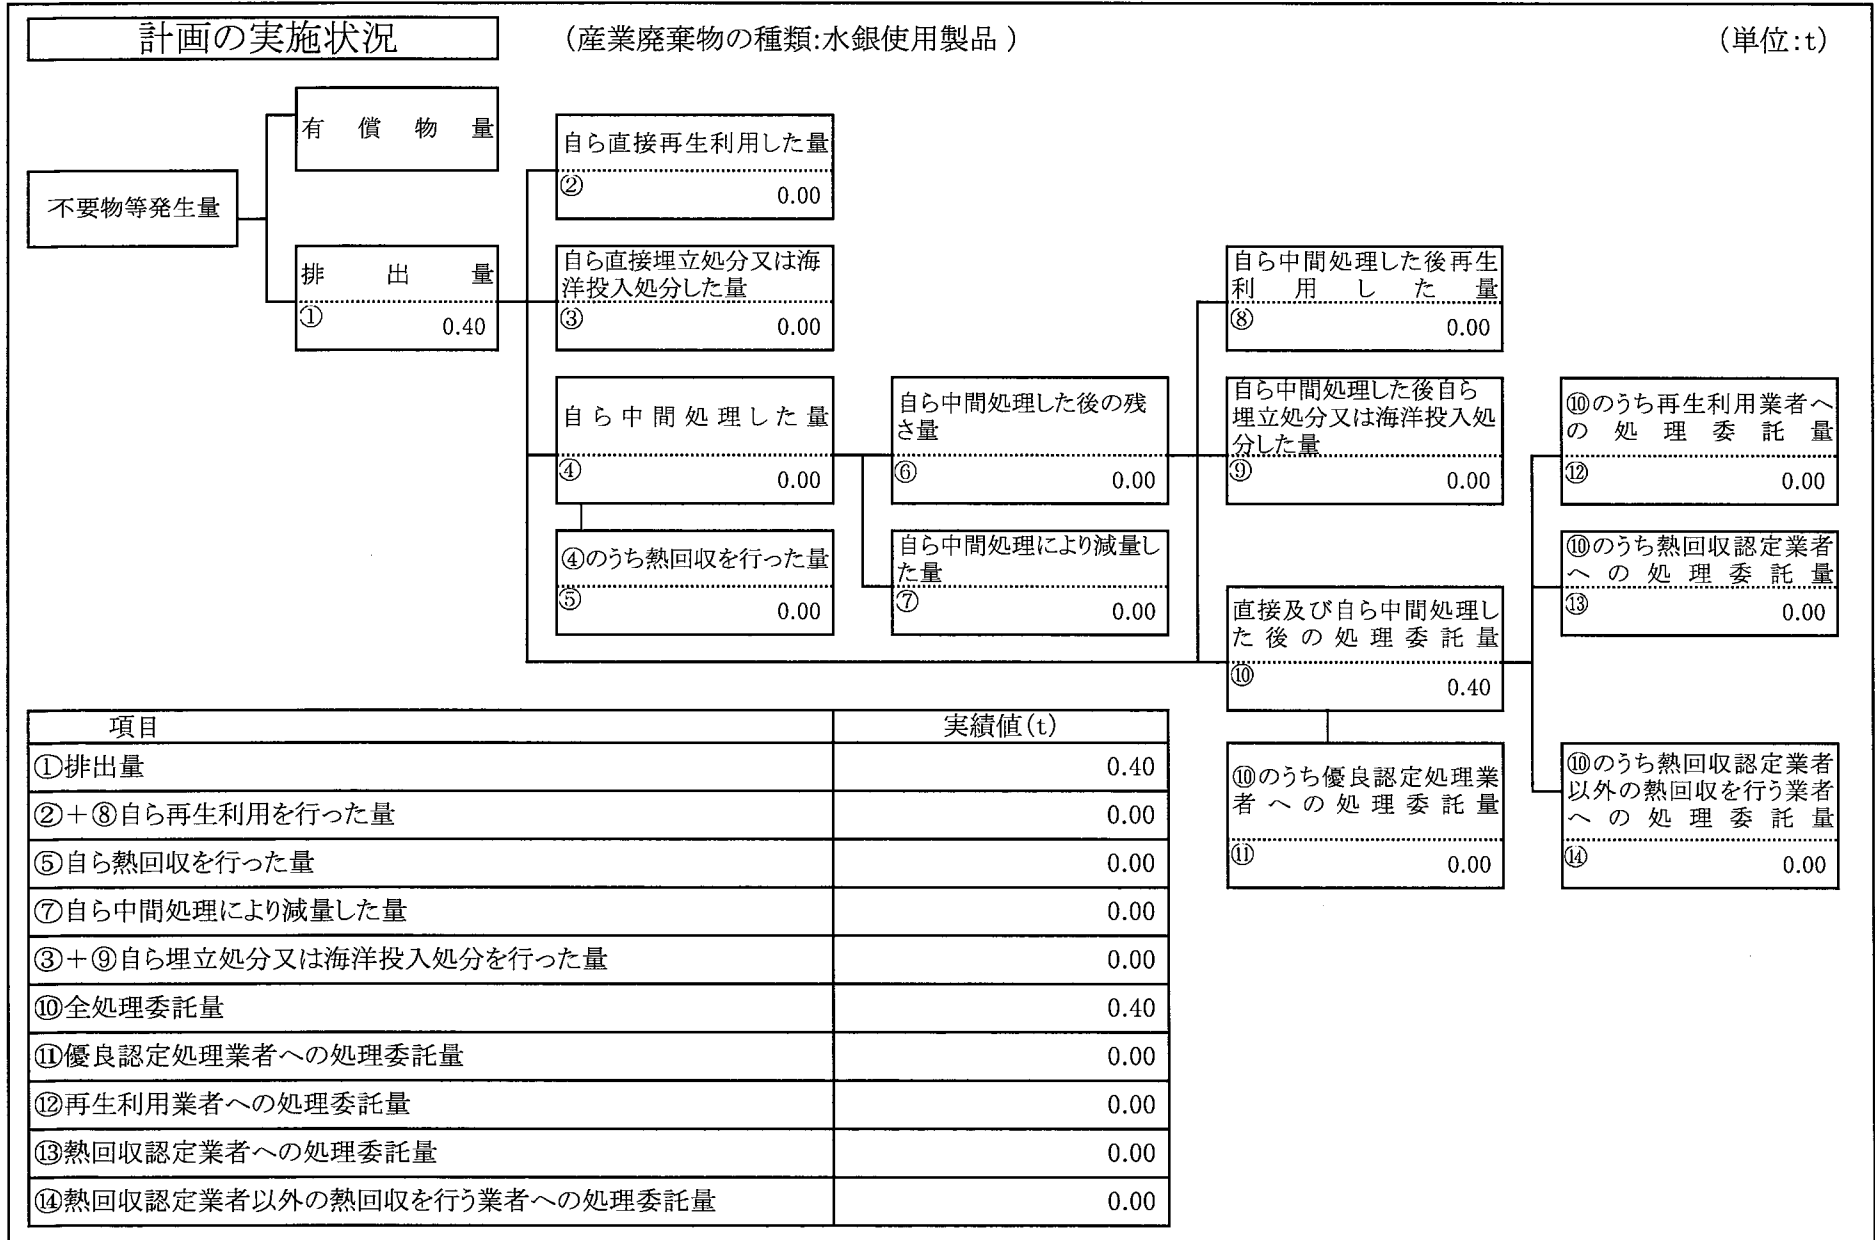 計画の実施状況
(産業廃棄物の種類:水銀使用製品 )
(単位:t)
不要物等発生量
有償物量
排出量
① 0.40
自ら直接再生利用した量
② 0.00
自ら直接埋立処分又は海
洋投入処分した量
③ 0.00
自ら中間処理した量
④ 0.00
④のうち熱回収を行った量
⑤ 0.00
自ら中間処理した後の残
さ量
⑥ 0.00
自ら中間処理により減量し
た量
⑦ 0.00
自ら中間処理した後再生
利用した量
⑧ 0.00
自ら中間処理した後自ら
埋立処分又は海洋投入処
分した量
⑨ 0.00
直接及び自ら中間処理し
た後の処理委託量
⑩ 0.40
⑩のうち優良認定処理業
者への処理委託量
⑪ 0.00
⑩のうち再生利用業者へ
の処理委託量
⑫ 0.00
⑩のうち熱回収認定業者
への処理委託量
⑬ 0.00
⑩のうち熱回収認定業者
以外の熱回収を行う業者
への処理委託量
⑭ 0.00
項目 実績値(t)
①排出量 0.40
②+⑧自ら再生利用を行った量 0.00
⑤自ら熱回収を行った量 0.00
⑦自ら中間処理により減量した量 0.00
③+⑨自ら埋立処分又は海洋投入処分を行った量 0.00
⑩全処理委託量 0.40
⑪優良認定処理業者への処理委託量 0.00
⑫再生利用業者への処理委託量 0.00
⑬熱回収認定業者への処理委託量 0.00
⑭熱回収認定業者以外の熱回収を行う業者への処理委託量 0.00